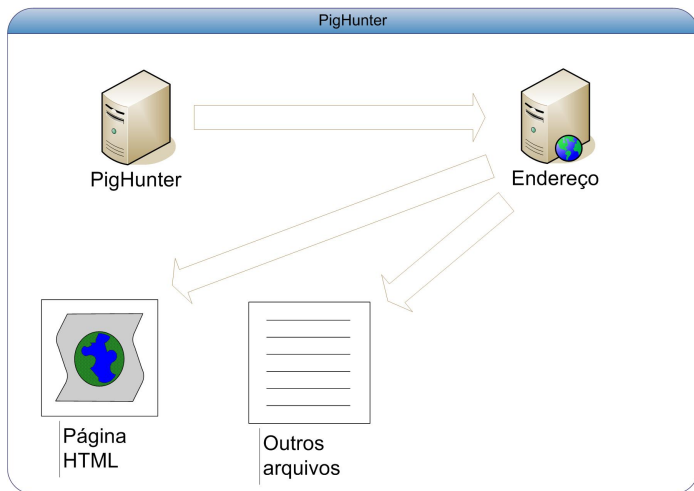 PigHunter
PigHunter
Endereço
Página
HTML
Outros
arquivos